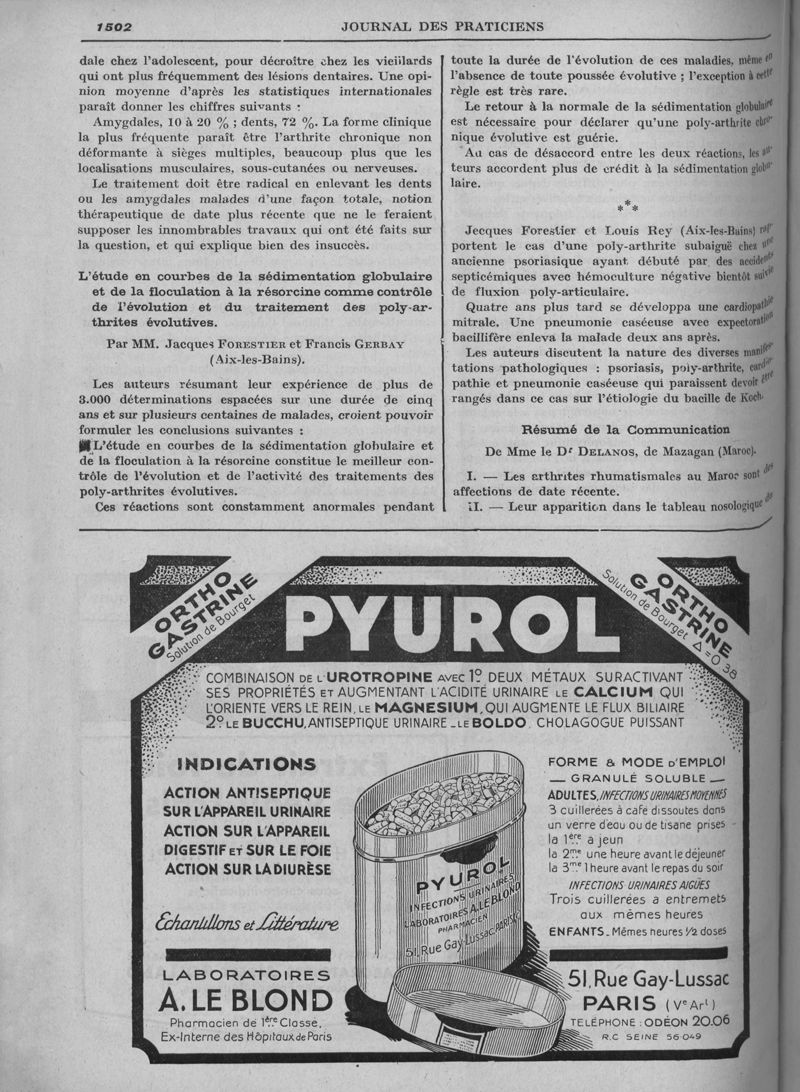 1502
JOURNAL DES PRATICIENS
dale chez l'adolescent, pour décroître chez les vieillards
qui ont plus fréquemment des lésions dentaires. Une opi-
nion moyenne d'après les statistiques internationales
paraît donner les chiffres suivants :
Amygdales, 10 à 20 % ; dents, 72 %. La forme clinique
la plus fréquente paraît être l'arthrite chronique non
déformante à sièges multiples, beaucoup plus que les
localisations musculaires, sous-cutanées ou nerveuses.
Le traitement doit être radical en enlevant les dents
ou les amygdales malades d'une façon totale, notion
thérapeutique de date plus récente que ne le feraient
supposer les innombrables travaux qui ont été faits sur
la question, et qui explique bien des insuccès.
L'étude en courbes de la sédimentation globulaire
et de la floculation à la résorcine comme contrôle
de l'évolution et du traitement des poly-ar-
thrites évolutives.
Par MM. Jacques FORESTIER et Francis GERBAY
(Aix-les-Bains).
Les auteurs résumant leur expérience de plus de
3.000 déterminations espacées sur une durée de cinq
ans et sur plusieurs centaines de malades, croient pouvoir
formuler les conclusions suivantes :
L'étude en courbes de la sédimentation globulaire et
de la floculation à la résorcine constitue le meilleur con-
trôle de l'évolution et de l'activité des traitements des
poly-arthrites évolutives.
Ces réactions sont constamment anormales pendant
toute la durée de l'évolution de ces maladies, même en
l'absence de toute poussée évolutive ; l'exception à cette
règle est très rare.
Le retour à la normale de la sédimentation globulaire
est nécessaire pour déclarer qu'une poly-arthrite chro-
nique évolutive est guérie.
Au cas de désaccord entre les deux réactions, les au-
teurs accordent plus de crédit à la sédimentation globu-
laire.
***
Jecques Forestier et Louis Rey (Aix-les-Bains) rap-
portent le cas d'une poly-arthrite subaiguë chez une
ancienne psoriasique ayant débuté par des accidents
septicémiques avec hémoculture négative bientôt suivie
de fluxion poly-articulaire.
Quatre ans plus tard se développa une cardiopathie
mitrale. Une pneumonie caséeuse avec expectoration
bacillifère enleva la malade deux ans après.
Les auteurs discutent la nature des diverses manifes-
tations pathologiques : psoriasis, poly-arthrite, cardio-
pathie et pneumonie caséeuse qui paraissent devoir être
rangés dans ce cas sur l'étiologie du bacille de Koch.
Résumé de la Communication
De Mme le Dr DELANOS, de Mazagan (Maroc).
I. — Les arthrites rhumatismales au Maroc sont des
affections de date récente.
II. — Leur apparition dans le tableau nosologique de
ORTHO
GASTRINE
Solution de Bourget
PYUROL
ORTHO
GASTRINE
Solution de Bourget Δ=0 38
COMBINAISON DE L'UROTROPINE AVEC 1º DEUX MÉTAUX SURACTIVANT
SES PROPRIÉTÉS ET AUGMENTANT L'ACIDITÉ URINAIRE LE CALCIUM QUI
L'ORIENTE VERS LE REIN, LE MAGNESIUM, QUI AUGMENTE LE FLUX BILIAIRE
2º LE BUCCHU, ANTISEPTIQUE URINAIRE _ LE BOLDO, CHOLAGOGUE PUISSANT
INDICATIONS
ACTION ANTISEPTIQUE
SUR L'APPAREIL URINAIRE
ACTION SUR L'APPAREIL
DIGESTIF ET SUR LE FOIE
ACTION SUR LA DIURÈSE
Échantillons et Littérature
LABORATOIRES
A. LE BLOND
Pharmacien de 1ère Classe.
Ex-Interne des Hôpitaux de Paris
PYUROL
INFECTIONS URINAIRES
LABORATOIRES A. LE BLOND
PHARMACIEN
51, Rue Gay-Lussac, PARIS
FORME & MODE D'EMPLOI
— GRANULÉ SOLUBLE —
ADULTES, INFECTIONS URINAIRES MOYENNES
3 cuillerées à café dissoutes dans
un verre d'eau ou de tisane prises
la 1ère à jeun
la 2me une heure avant le déjeuner
la 3me 1 heure avant le repas du soir
INFECTIONS URINAIRES AIGÜES
Trois cuillerées a entremets
aux mêmes heures
ENFANTS _ Mêmes heures 1/2 doses
51, Rue Gay-Lussac
PARIS (Ve Art)
TELÉPHONE : ODÉON 20.06
R.C SEINE 56.049